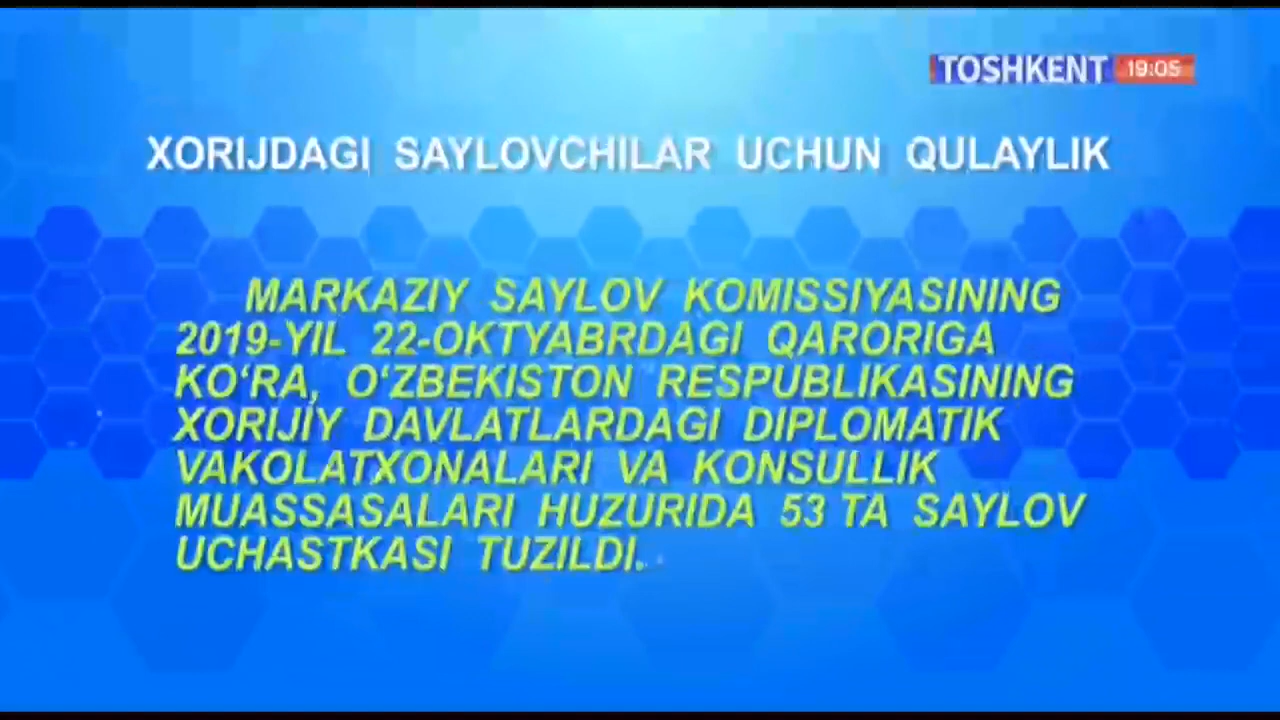 TOSHKENT 19:05
XORIJDAGI SAYLOVCHILAR UCHUN QULAYLIK
MARKAZIY SAYLOV KOMISSIYASINING
2019-YIL 22-OKTYABRDAGI QARORIGA
KO‘RA, O‘ZBEKISTON RESPUBLIKASINING
XORIJIY DAVLATLARDAGI DIPLOMATIK
VAKOLATXONALARI VA KONSULLIK
MUASSASALARI HUZURIDA 53 TA SAYLOV
UCHASTKASI TUZILDI.